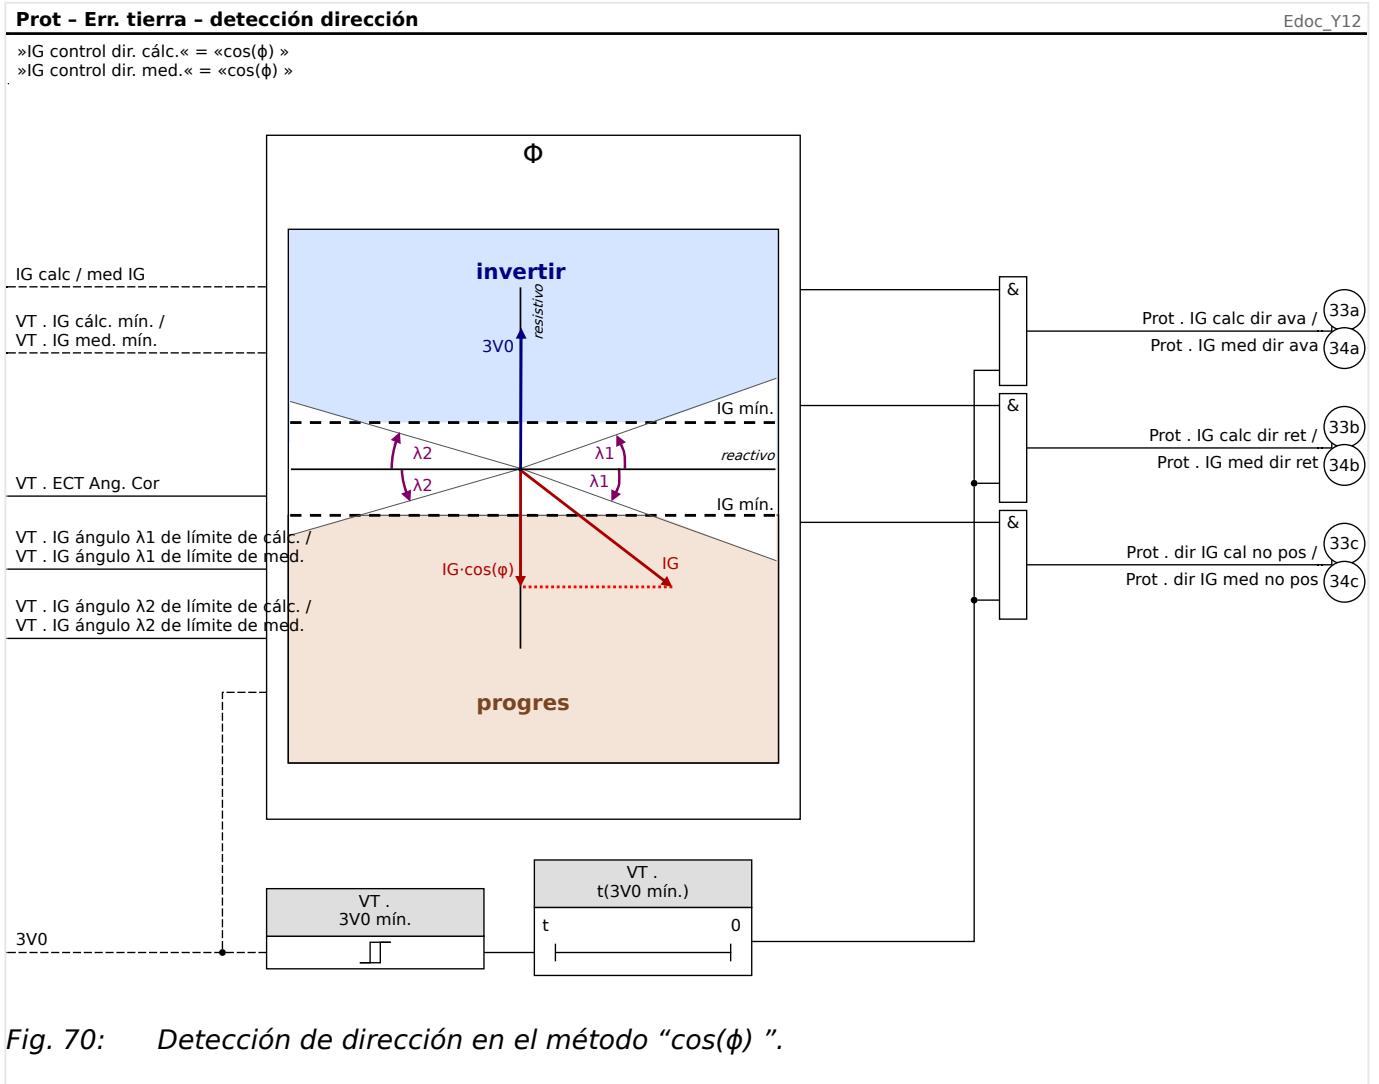 Prot – Err. tierra – detección dirección
Edoc_Y12
»IG control dir. cálc.« = «cos(ϕ) »
»IG control dir. med.« = «cos(ϕ) »
Φ
invertir
resistivo
3V0
IG mín.
λ2
λ1
reactivo
λ2
λ1
IG mín.
IG·cos(φ)
IG
progres
IG calc / med IG
VT . IG cálc. mín. /
VT . IG med. mín.
VT . ECT Ang. Cor
VT . IG ángulo λ1 de límite de cálc. /
VT . IG ángulo λ1 de límite de med.
VT . IG ángulo λ2 de límite de cálc. /
VT . IG ángulo λ2 de límite de med.
3V0
VT .
3V0 mín.
VT .
t(3V0 mín.)
t 0
&
Prot . IG calc dir ava / 33a
Prot . IG med dir ava 34a
&
Prot . IG calc dir ret / 33b
Prot . IG med dir ret 34b
&
Prot . dir IG cal no pos / 33c
Prot . dir IG med no pos 34c
Fig. 70: Detección de dirección en el método “cos(ϕ) ”.